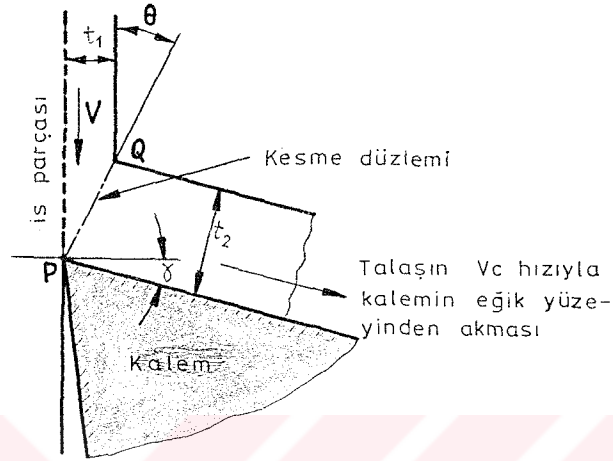 θ
t₁
V
iş parçası
Q
Kesme düzlemi
t₂
P
γ
Talaşın Vc hızıyla
kalemin eğik yüze-
yinden akması
Kalem